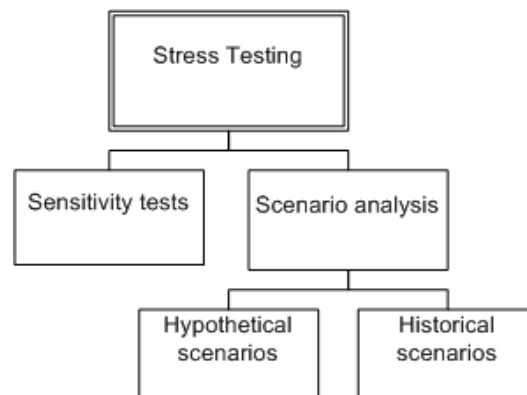 Stress Testing
Sensitivity tests
Scenario analysis
Hypothetical
scenarios
Historical
scenarios